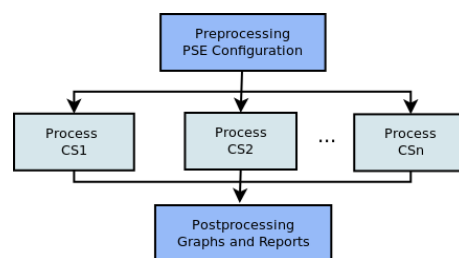 Preprocessing
PSE Configuration
Process
CS1
Process
CS2
...
Process
CSn
Postprocessing
Graphs and Reports